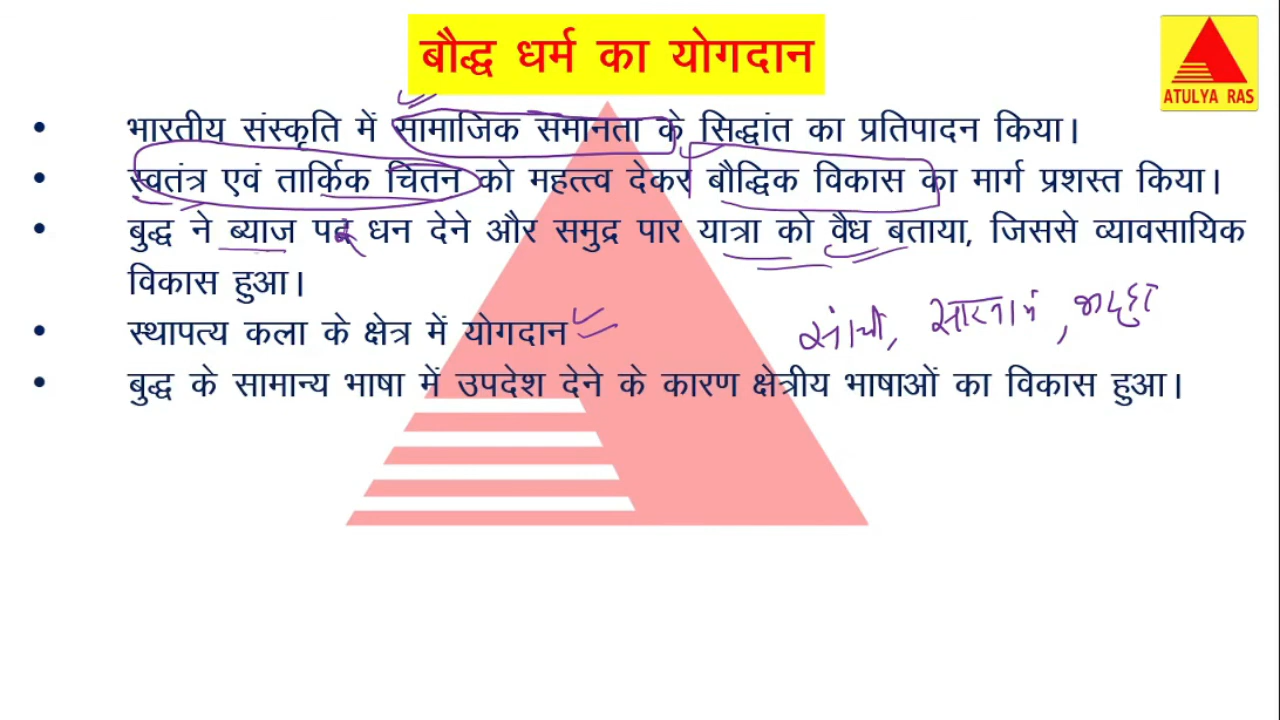 बौद्ध धर्म का योगदान
ATULYA RAS
• भारतीय संस्कृति में सामाजिक समानता के सिद्धांत का प्रतिपादन किया।
• स्वतंत्र एवं तार्किक चिंतन को महत्त्व देकर बौद्धिक विकास का मार्ग प्रशस्त किया।
• बुद्ध ने ब्याज पर धन देने और समुद्र पार यात्रा को वैध बताया, जिससे व्यावसायिक
विकास हुआ।
• स्थापत्य कला के क्षेत्र में योगदान
सांची, सारनाथ,
• बुद्ध के सामान्य भाषा में उपदेश देने के कारण क्षेत्रीय भाषाओं का विकास हुआ।